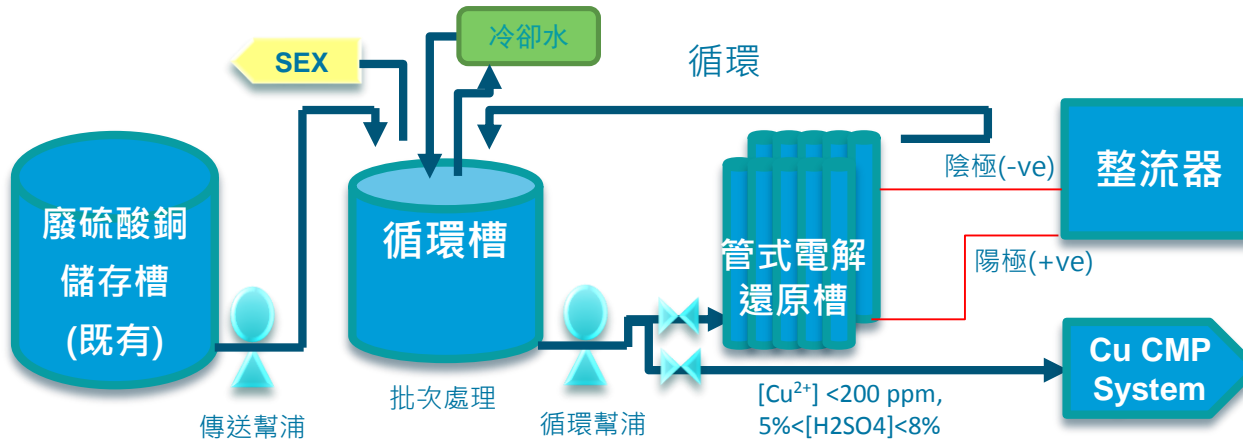 冷卻水
SEX
循環
陰極(-ve)
整流器
廢硫酸銅
儲存槽
(既有)
循環槽
管式電解
還原槽
陽極(+ve)
Cu CMP
System
傳送幫浦
批次處理
循環幫浦
[Cu²⁺] <200 ppm,
5%<[H2SO4]<8%